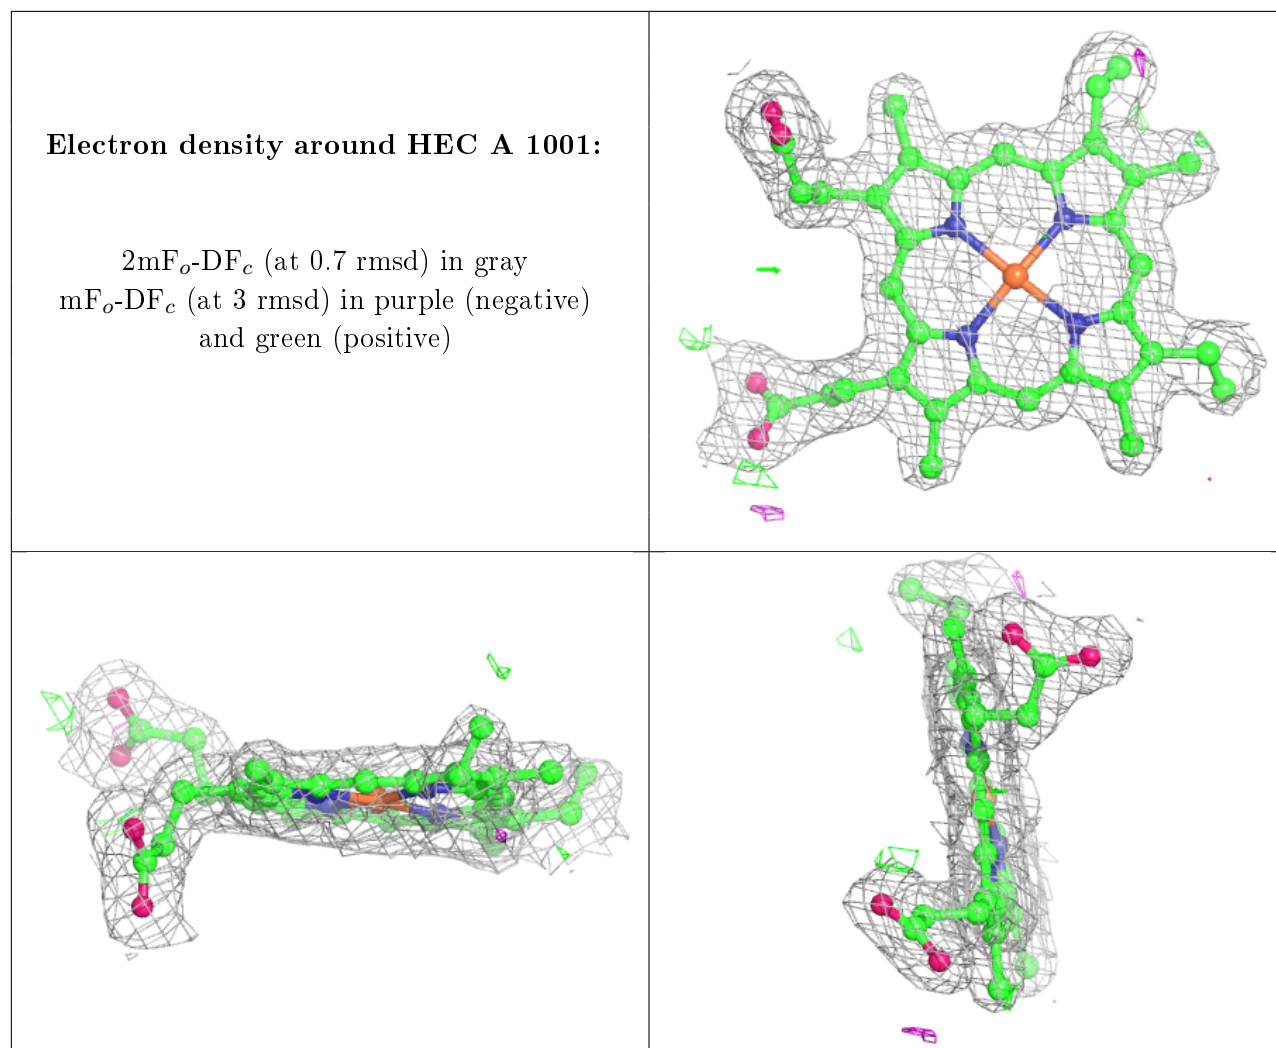 Electron density around HEC A 1001:
2mFₒ-DF𝒸 (at 0.7 rmsd) in gray
mFₒ-DF𝒸 (at 3 rmsd) in purple (negative)
and green (positive)